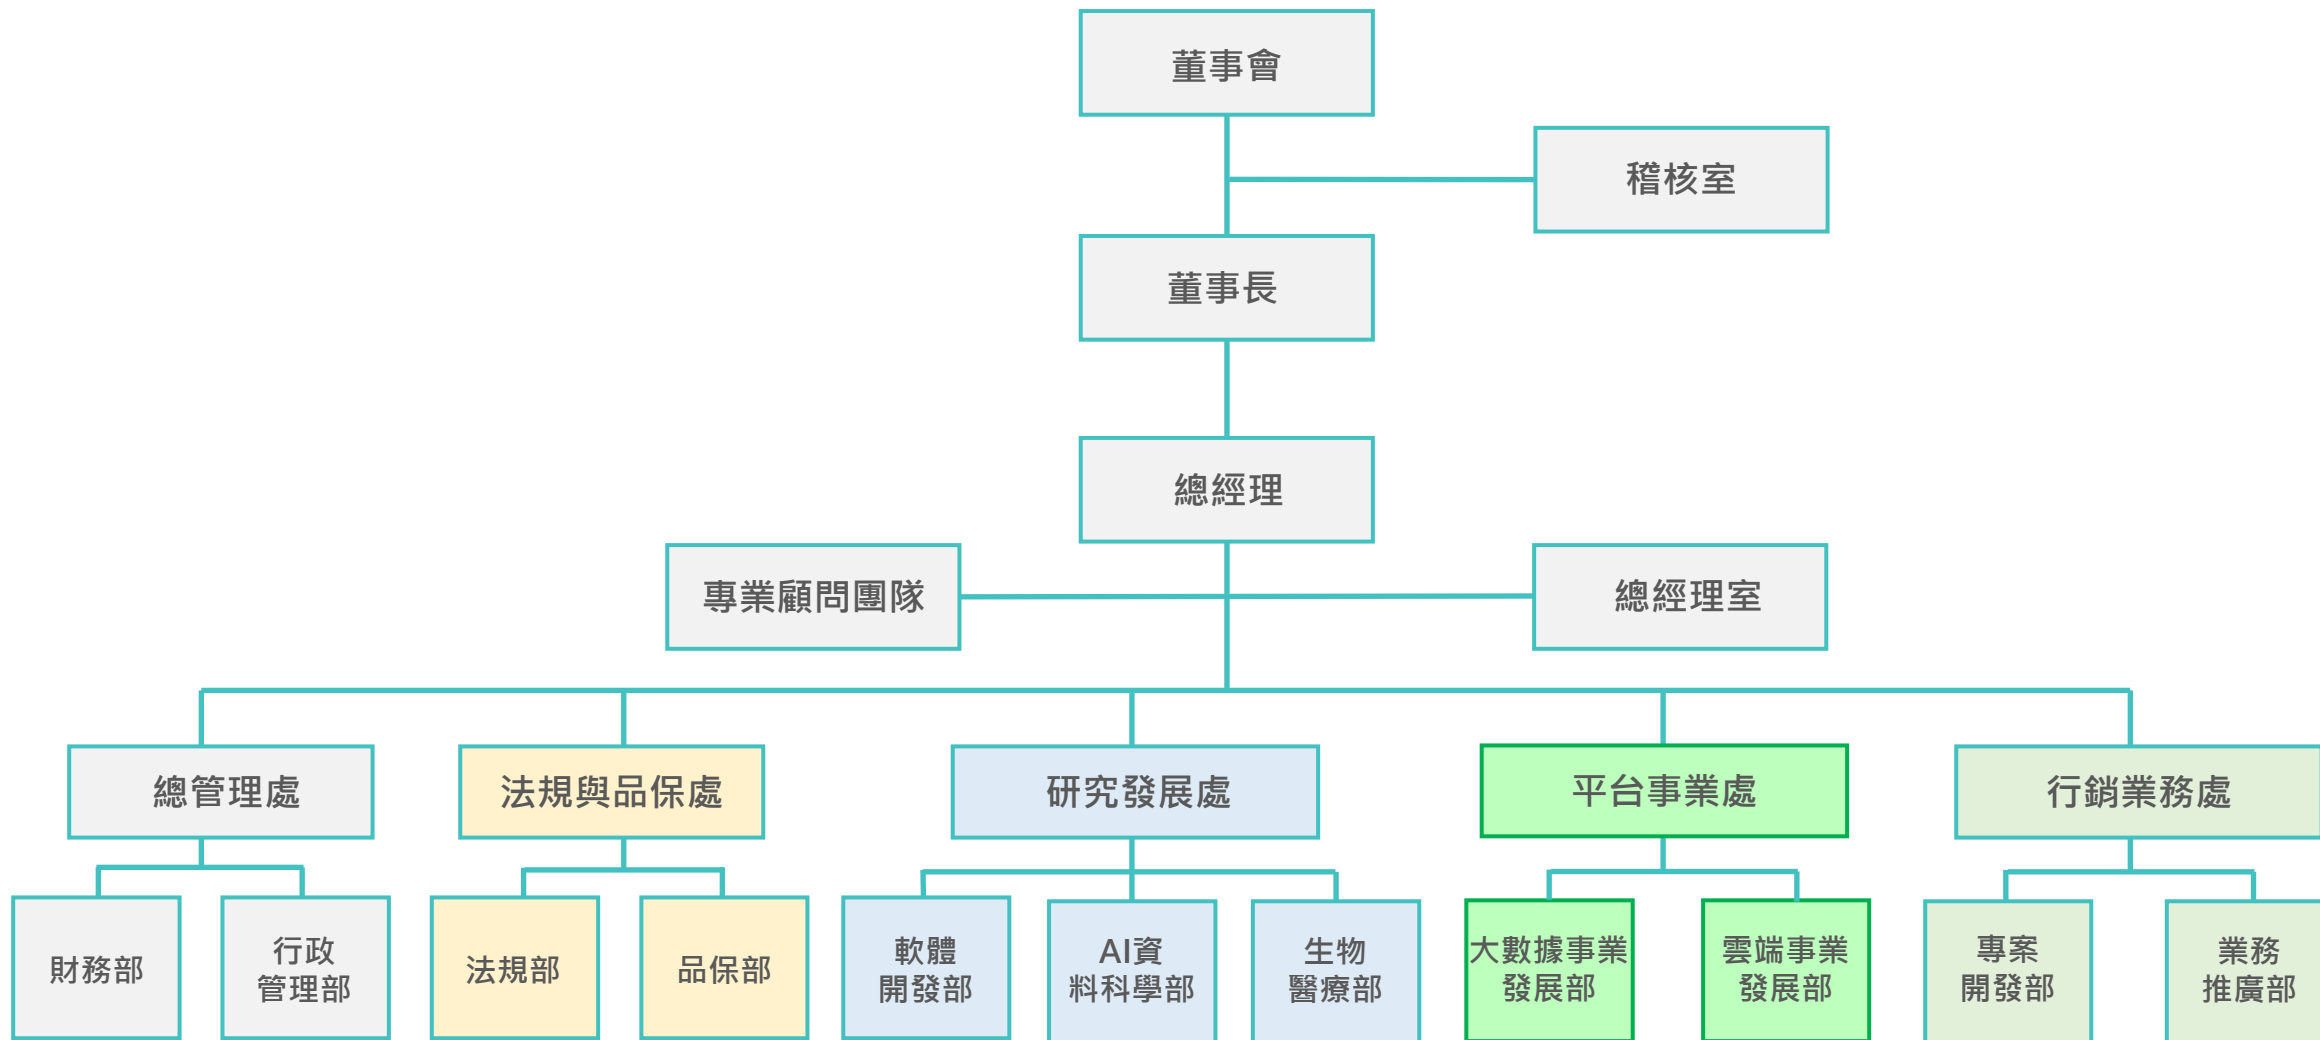 董事會
稽核室
董事長
總經理
專業顧問團隊
總經理室
總管理處
法規與品保處
研究發展處
平台事業處
行銷業務處
財務部
行政
管理部
法規部
品保部
軟體
開發部
AI資
料科學部
生物
醫療部
大數據事業
發展部
雲端事業
發展部
專案
開發部
業務
推廣部